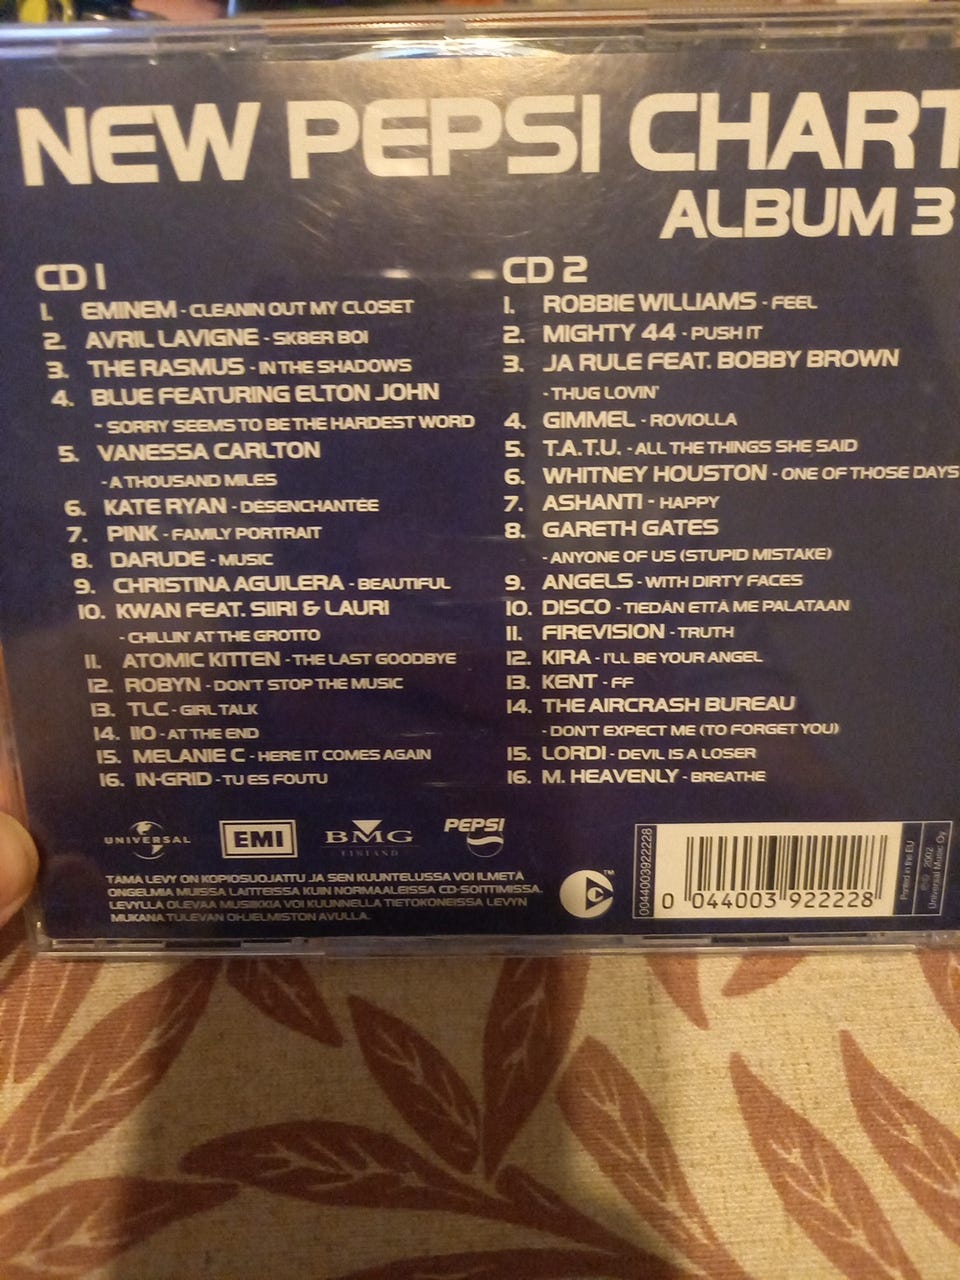 NEW PEPSI CHART
ALBUM 3
CD 1
1. EMINEM - CLEANIN OUT MY CLOSET
2. AVRIL LAVIGNE - SK8ER BOI
3. THE RASMUS - IN THE SHADOWS
4. BLUE FEATURING ELTON JOHN
- SORRY SEEMS TO BE THE HARDEST WORD
5. VANESSA CARLTON
- A THOUSAND MILES
6. KATE RYAN - DÉSENCHANTÉE
7. PINK - FAMILY PORTRAIT
8. DARUDE - MUSIC
9. CHRISTINA AGUILERA - BEAUTIFUL
10. KWAN FEAT. SIIRI & LAURI
- CHILLIN' AT THE GROTTO
11. ATOMIC KITTEN - THE LAST GOODBYE
12. ROBYN - DON'T STOP THE MUSIC
13. TLC - GIRL TALK
14. IIO - AT THE END
15. MELANIE C - HERE IT COMES AGAIN
16. IN-GRID - TU ES FOUTU
CD 2
1. ROBBIE WILLIAMS - FEEL
2. MIGHTY 44 - PUSH IT
3. JA RULE FEAT. BOBBY BROWN
- THUG LOVIN'
4. GIMMEL - ROVIOLLA
5. T.A.T.U. - ALL THE THINGS SHE SAID
6. WHITNEY HOUSTON - ONE OF THOSE DAYS
7. ASHANTI - HAPPY
8. GARETH GATES
- ANYONE OF US (STUPID MISTAKE)
9. ANGELS - WITH DIRTY FACES
10. DISCO - TIEDÄN ETTÄ ME PALATAAN
11. FIREVISION - TRUTH
12. KIRA - I'LL BE YOUR ANGEL
13. KENT - FF
14. THE AIRCRASH BUREAU
- DON'T EXPECT ME (TO FORGET YOU)
15. LORDI - DEVIL IS A LOSER
16. M. HEAVENLY - BREATHE
UNIVERSAL
EMI
BMG
FINLAND
PEPSI
TÄMÄ LEVY ON KOPIOSUOJATTU JA SEN KUUNTELUSSA VOI ILMETÄ
ONGELMIA MUISSA LAITTEISSA KUIN NORMAALEISSA CD-SOITTIMISSA.
LEVYLLÄ OLEVAA MUSIIKKIA VOI KUUNNELLA TIETOKONEISSA LEVYN
MUKANA TULEVAN OHJELMISTON AVULLA.
C
TM
0044003922228
0 044003 922228
Printed in the EU
℗ © 2002
Universal Music Oy